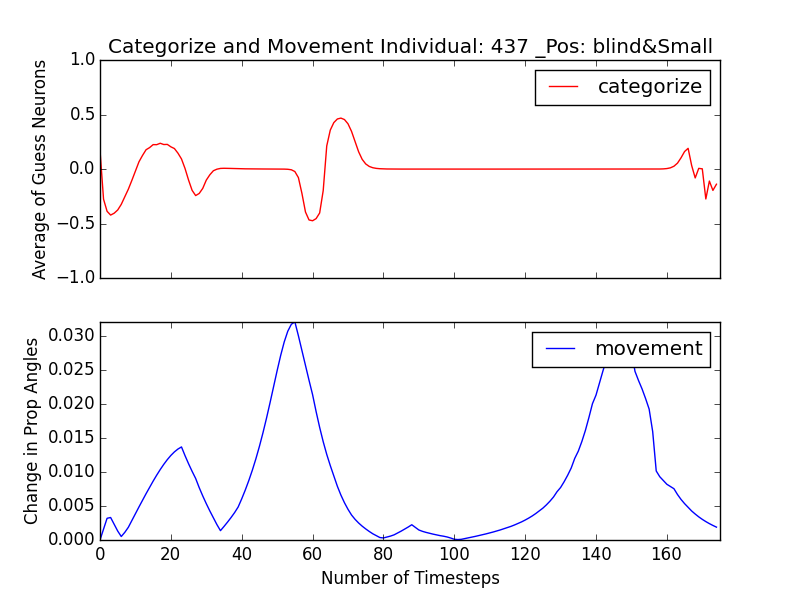 Categorize and Movement Individual: 437 _Pos: blind&Small
1.0
0.5
0.0
−0.5
−1.0
Average of Guess Neurons
categorize
0.030
0.025
0.020
0.015
0.010
0.005
0.000
Change in Prop Angles
movement
0 20 40 60 80 100 120 140 160
Number of Timesteps